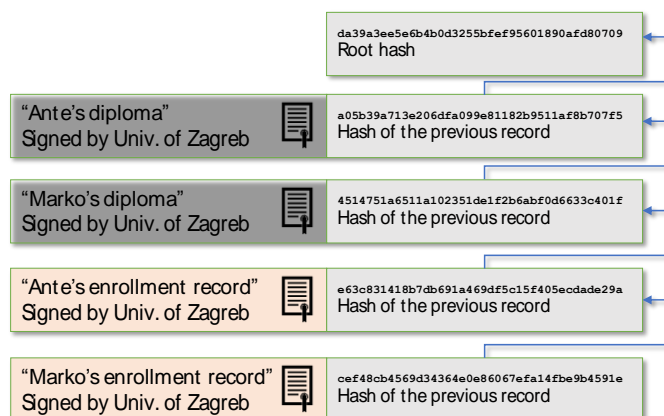 da39a3ee5e6b4b0d3255bfef95601890afd80709
Root hash
“Ante’s diploma”
Signed by Univ. of Zagreb
a05b39a713e206dfa099e81182b9511af8b707f5
Hash of the previous record
“Marko’s diploma”
Signed by Univ. of Zagreb
4514751a6511a102351de1f2b6abf0d6633c401f
Hash of the previous record
“Ante’s enrollment record”
Signed by Univ. of Zagreb
e63c831418b7db691a469df5c15f405ecdade29a
Hash of the previous record
“Marko’s enrollment record”
Signed by Univ. of Zagreb
cef48cb4569d34364e0e86067efa14fbe9b4591e
Hash of the previous record